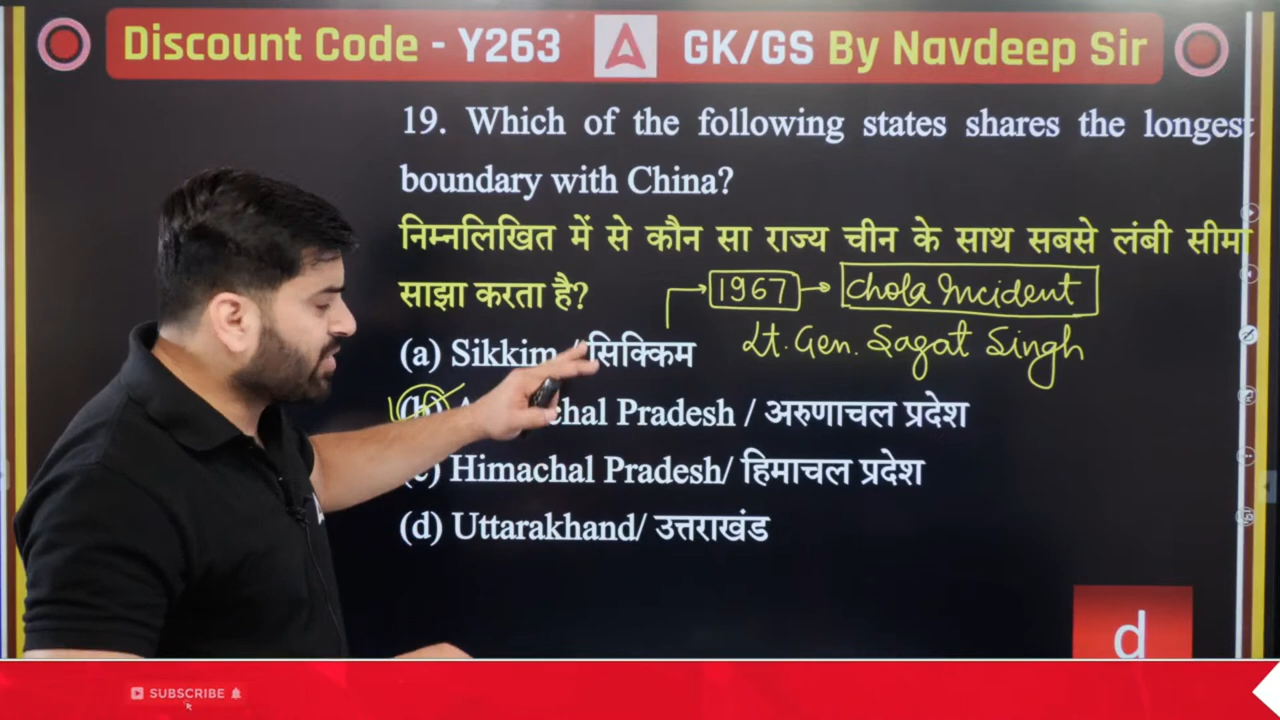 Discount Code - Y263 GK/GS By Navdeep Sir
19. Which of the following states shares the longest
boundary with China?
निम्नलिखित में से कौन सा राज्य चीन के साथ सबसे लंबी सीमा
साझा करता है?
1967 → Chola Incident
(a) Sikkim / सिक्किम
Lt. Gen. Sagat Singh
(b) chal Pradesh / अरुणाचल प्रदेश
Himachal Pradesh/ हिमाचल प्रदेश
(d) Uttarakhand/ उत्तराखंड
d
SUBSCRIBE